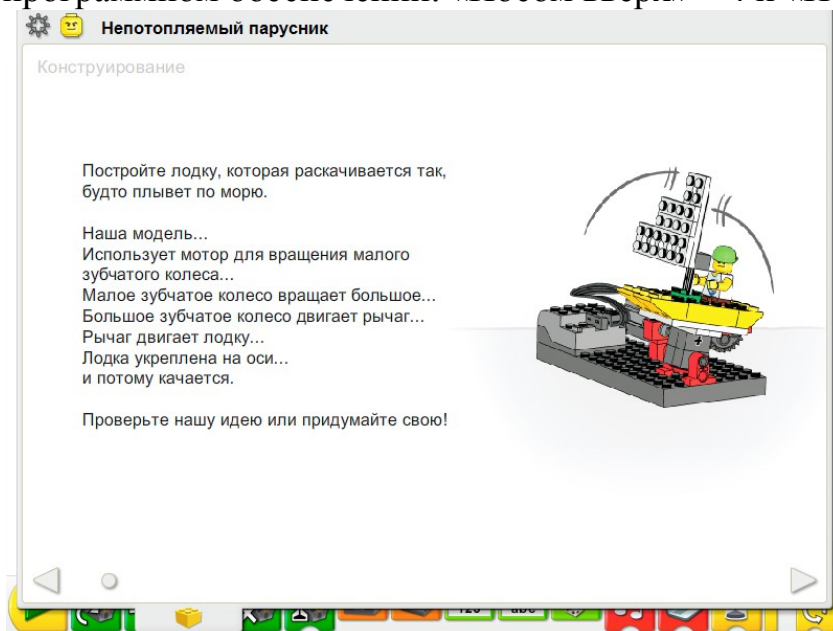 программном обеспечении.
Непотопляемый парусник
Конструирование
Постройте лодку, которая раскачивается так,
будто плывет по морю.
Наша модель...
Использует мотор для вращения малого
зубчатого колеса...
Малое зубчатое колесо вращает большое...
Большое зубчатое колесо двигает рычаг...
Рычаг двигает лодку...
Лодка укреплена на оси...
и потому качается.
Проверьте нашу идею или придумайте свою!